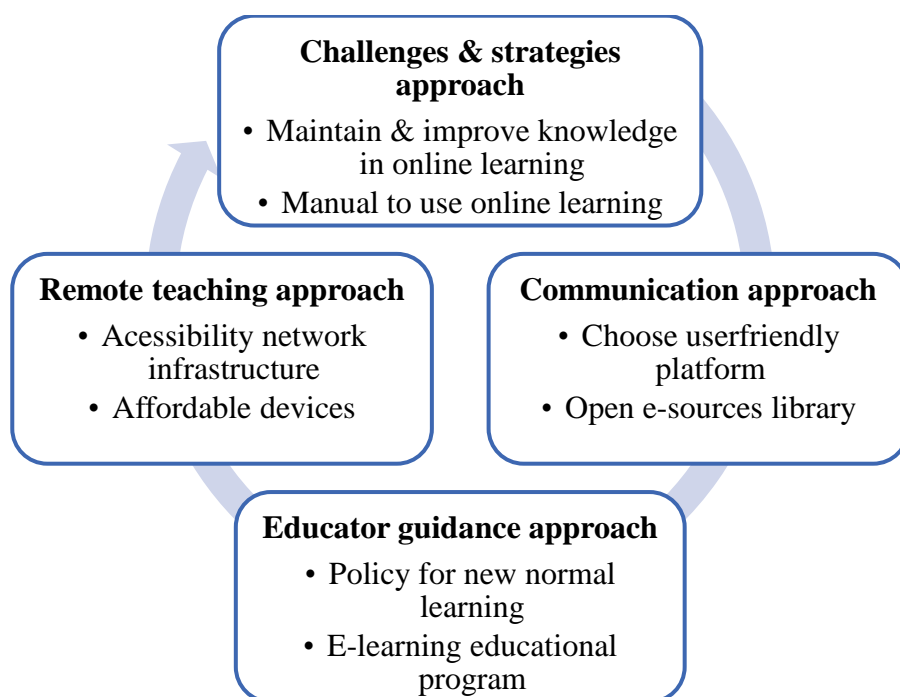 Challenges & strategies
approach
• Maintain & improve knowledge
in online learning
• Manual to use online learning
Remote teaching approach
• Acessibility network
infrastructure
• Affordable devices
Communication approach
• Choose userfriendly
platform
• Open e-sources library
Educator guidance approach
• Policy for new normal
learning
• E-learning educational
program